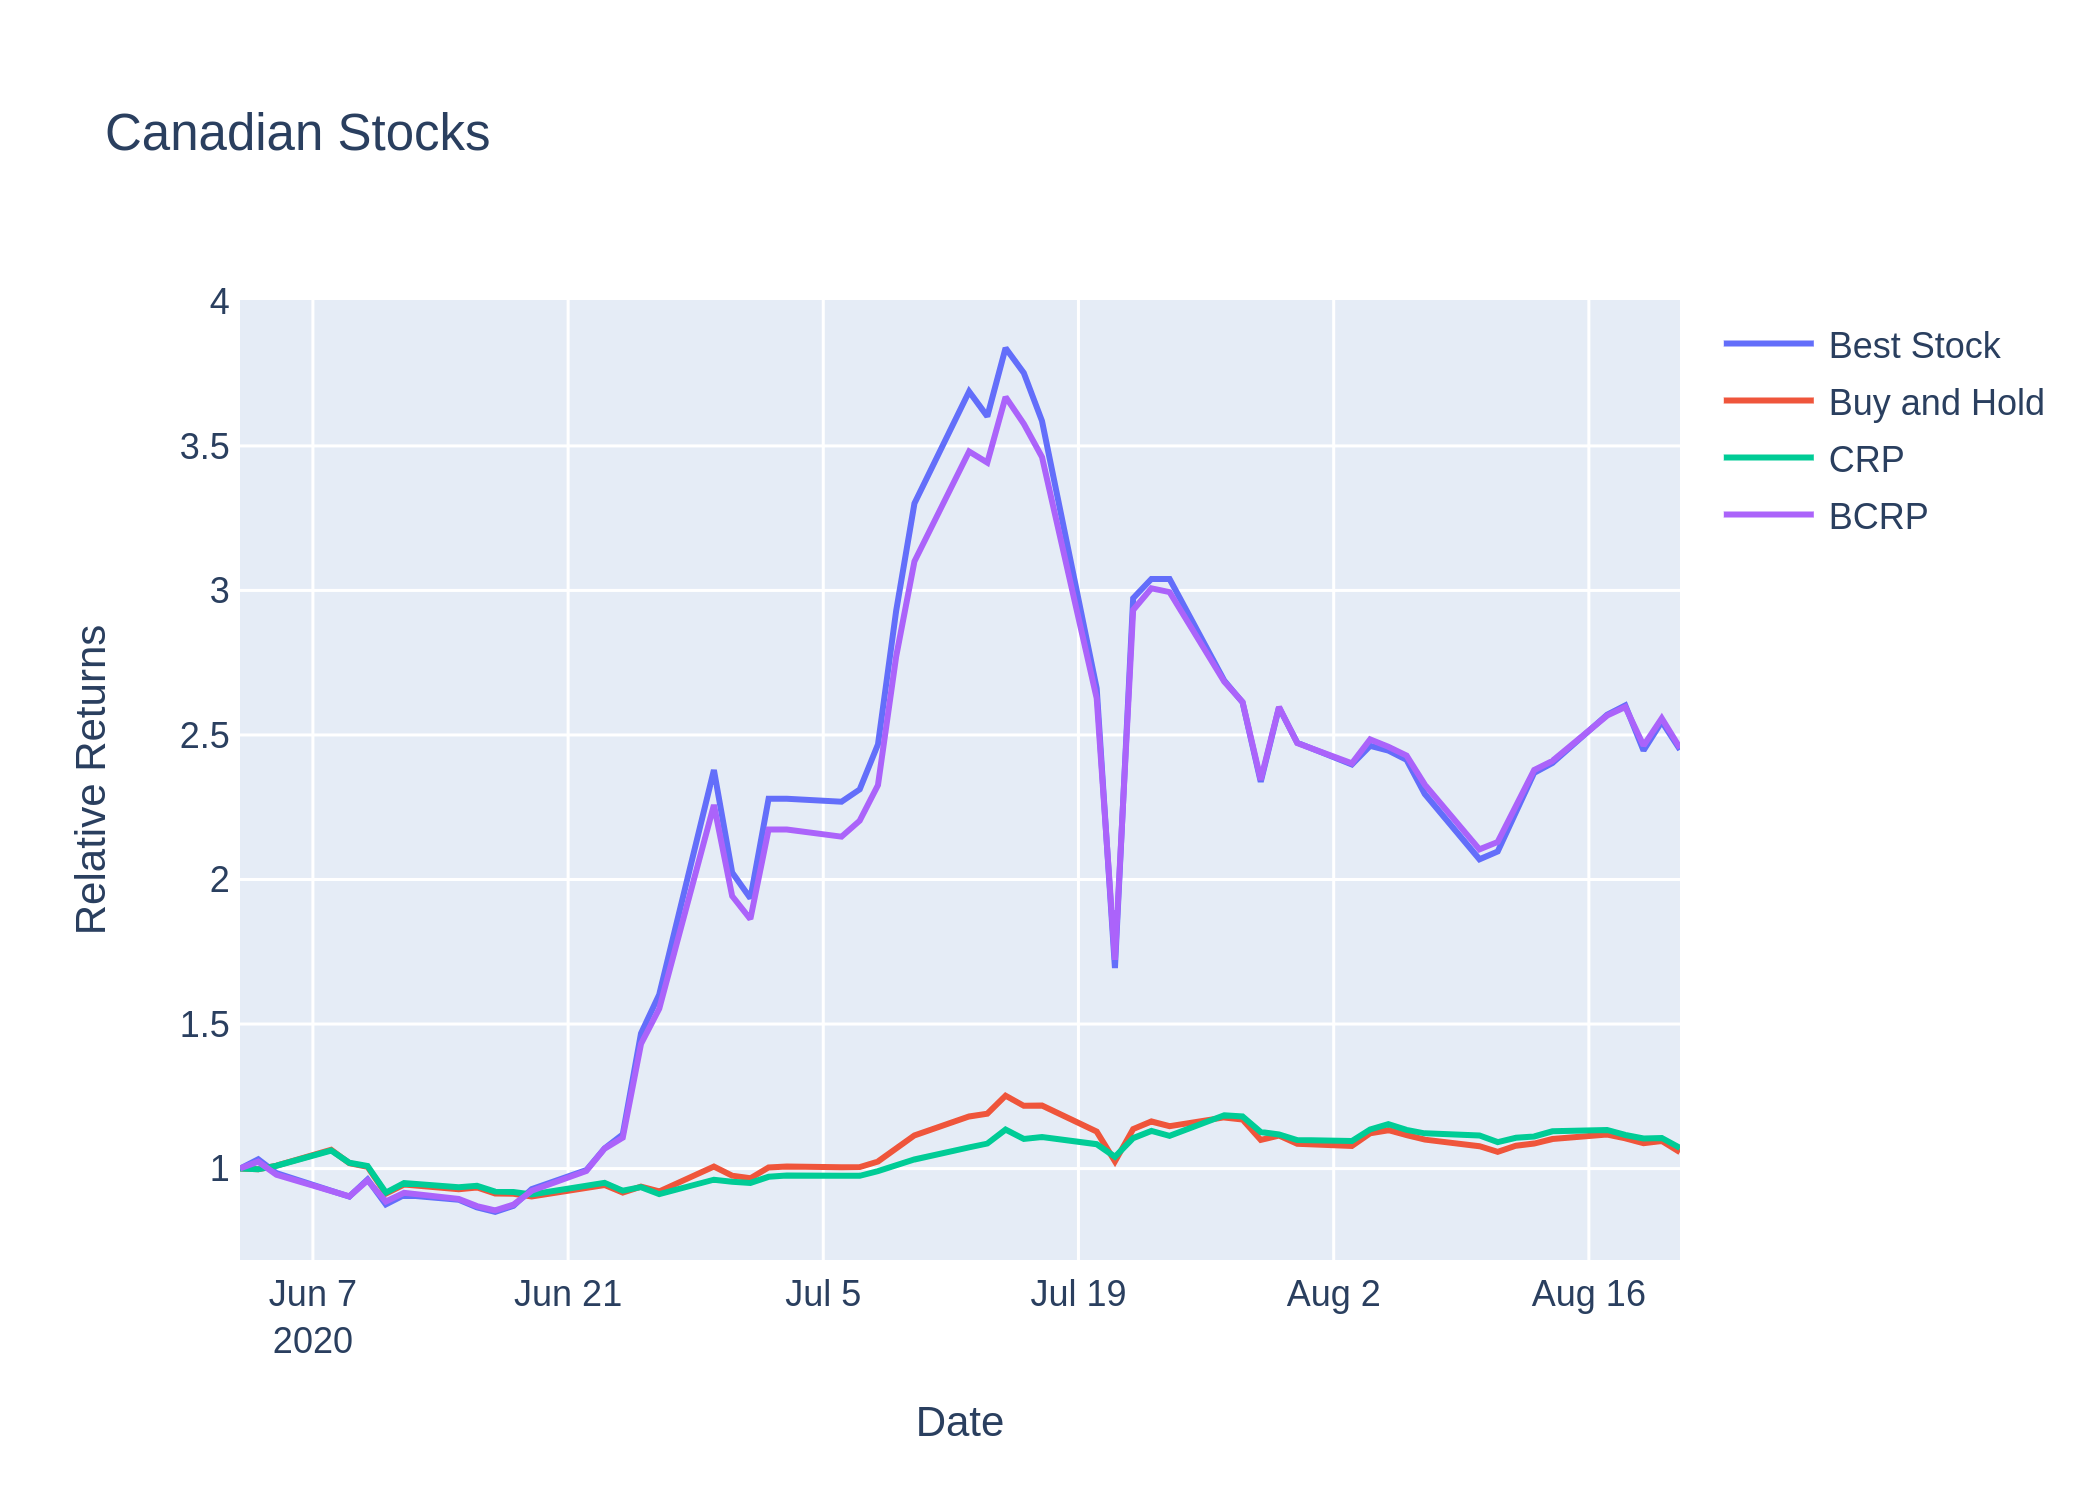 Canadian Stocks
4
3.5
3
2.5
2
1.5
1
Relative Returns
Jun 7
2020
Jun 21
Jul 5
Jul 19
Aug 2
Aug 16
Date
Best Stock
Buy and Hold
CRP
BCRP